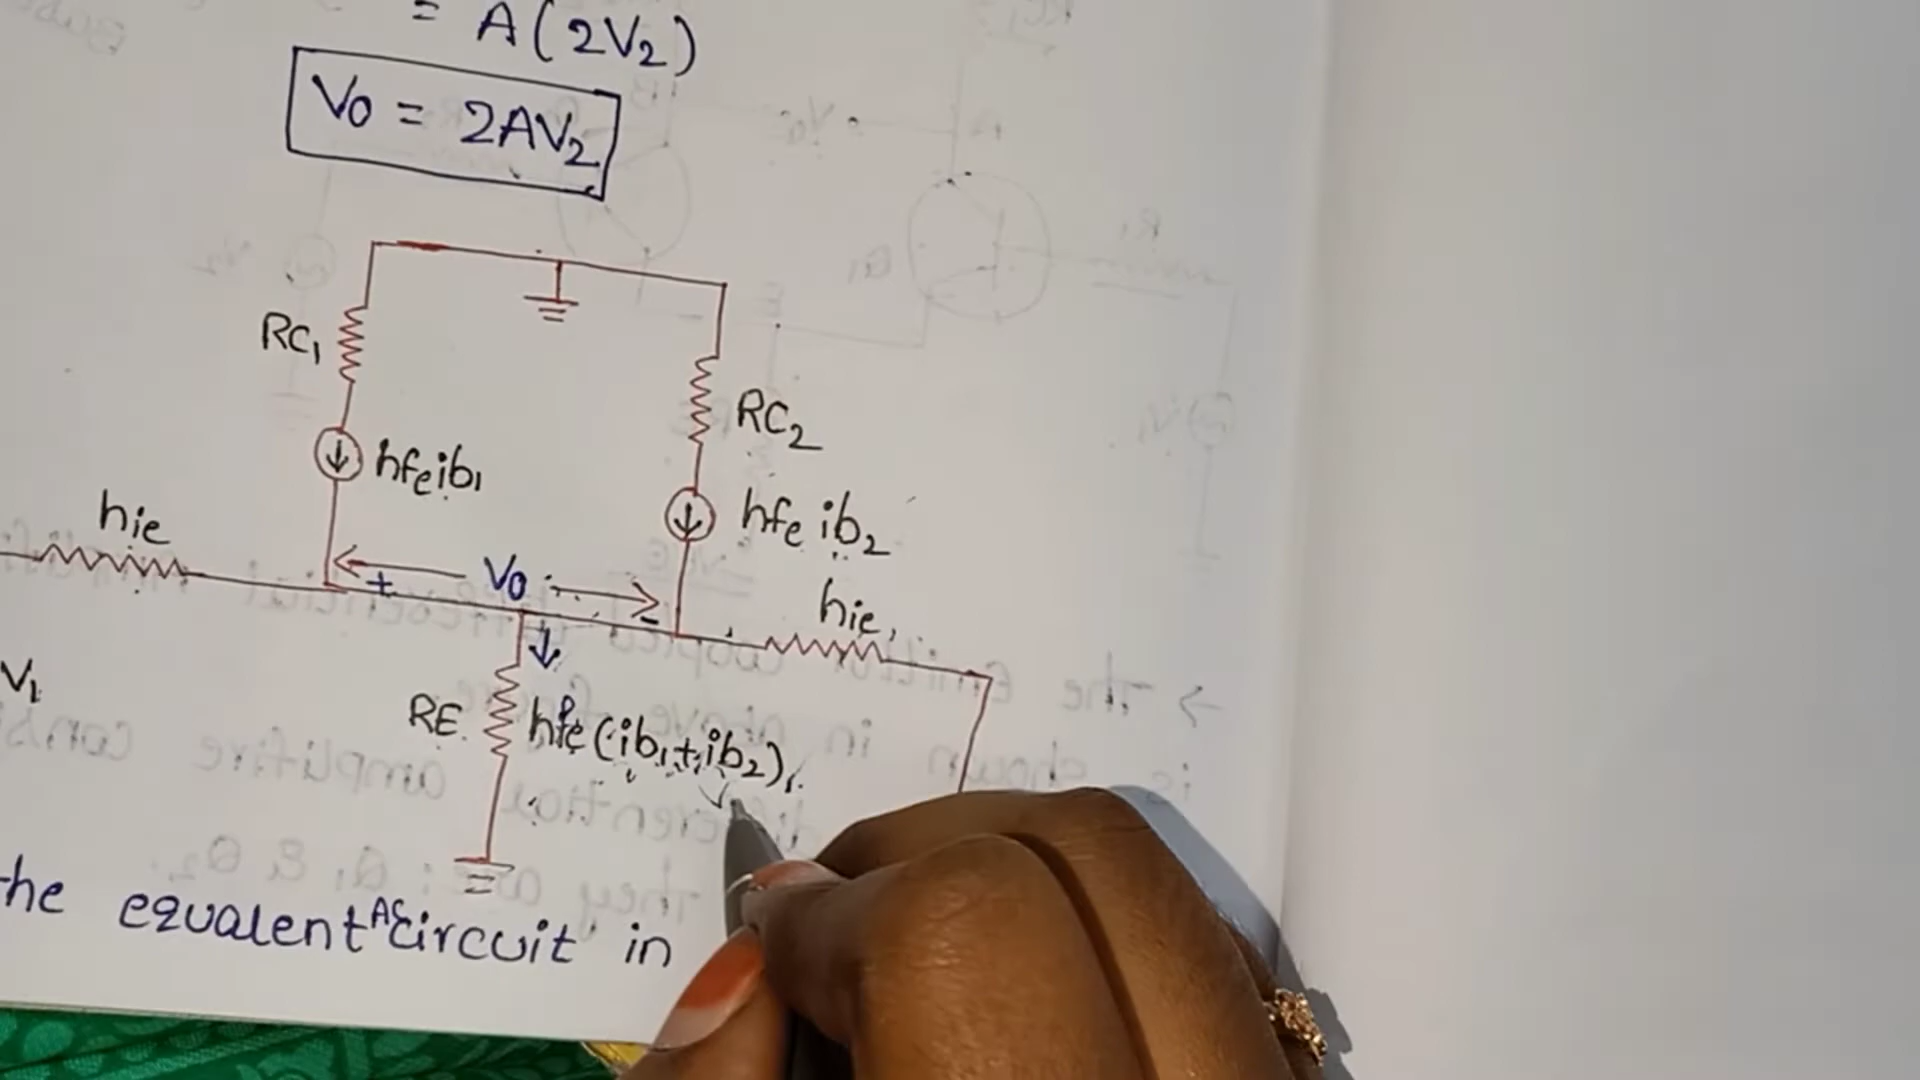 = A(2V₂)
V₀ = 2AV₂
RC₁
RC₂
hfeib₁
hfe ib₂
hie
V₀
+
-
hie
V₁
RE
hfe(ib₁+ib₂)
the equalent AC circuit in